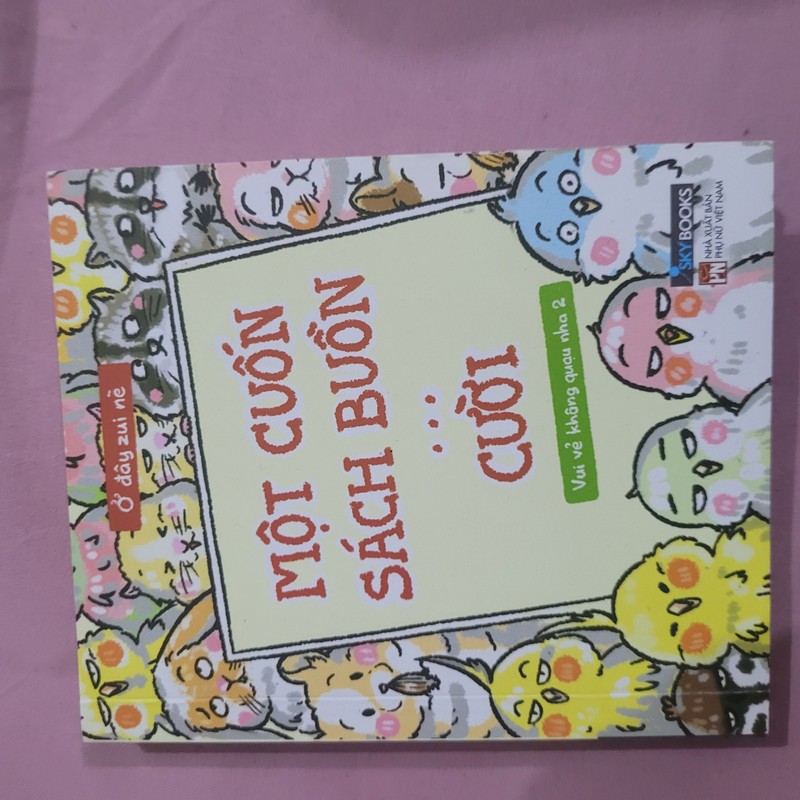 Ở đây zui nè
MỘT CUỐN
SÁCH BUỒN
...
CƯỜI
Vui vẻ không quạu nha 2
SKYBOOKS
PN
NHÀ XUẤT BẢN
PHỤ NỮ VIỆT NAM